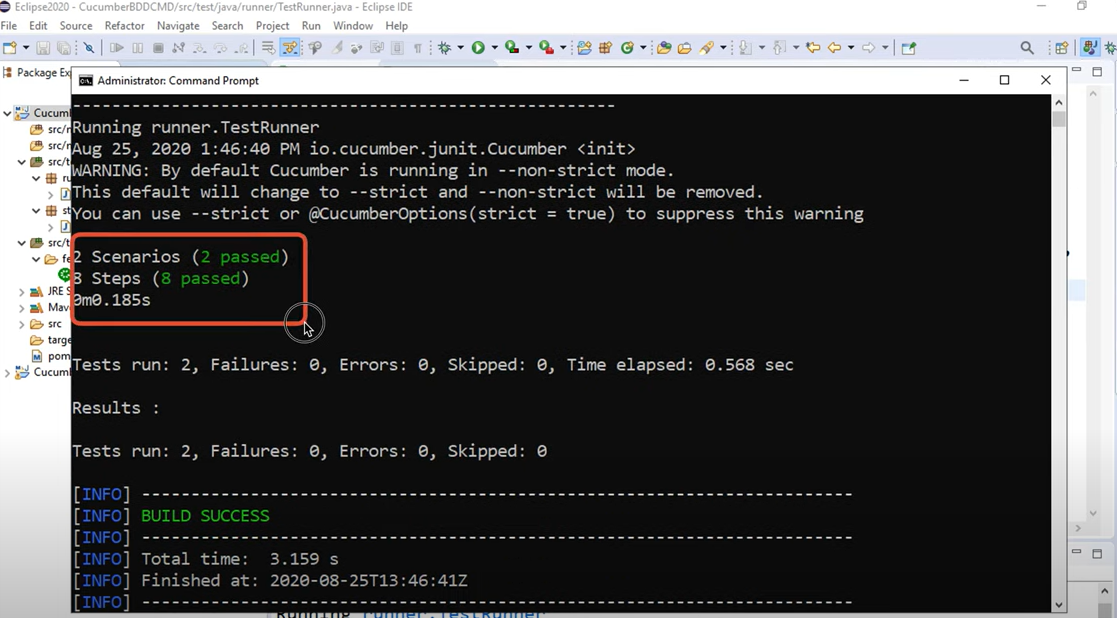 Eclipse2020 - CucumberBDDCMD/src/test/java/runner/TestRunner.java - Eclipse IDE
File Edit Source Refactor Navigate Search Project Run Window Help
Package Ex
Administrator: Command Prompt
Running runner.TestRunner
Aug 25, 2020 1:46:40 PM io.cucumber.junit.Cucumber <init>
WARNING: By default Cucumber is running in --non-strict mode.
This default will change to --strict and --non-strict will be removed.
You can use --strict or @CucumberOptions(strict = true) to suppress this warning
2 Scenarios (2 passed)
8 Steps (8 passed)
0m0.185s
Tests run: 2, Failures: 0, Errors: 0, Skipped: 0, Time elapsed: 0.568 sec
Results :
Tests run: 2, Failures: 0, Errors: 0, Skipped: 0
[INFO] ------------------------------------------------------------------------
[INFO] BUILD SUCCESS
[INFO] ------------------------------------------------------------------------
[INFO] Total time:  3.159 s
[INFO] Finished at: 2020-08-25T13:46:41Z
[INFO] ------------------------------------------------------------------------
Cucum
src/
src/
src/t
ru
st
src/t
fe
JRE S
Mav
src
targe
pom
Cucum
Running runner.TestRunner